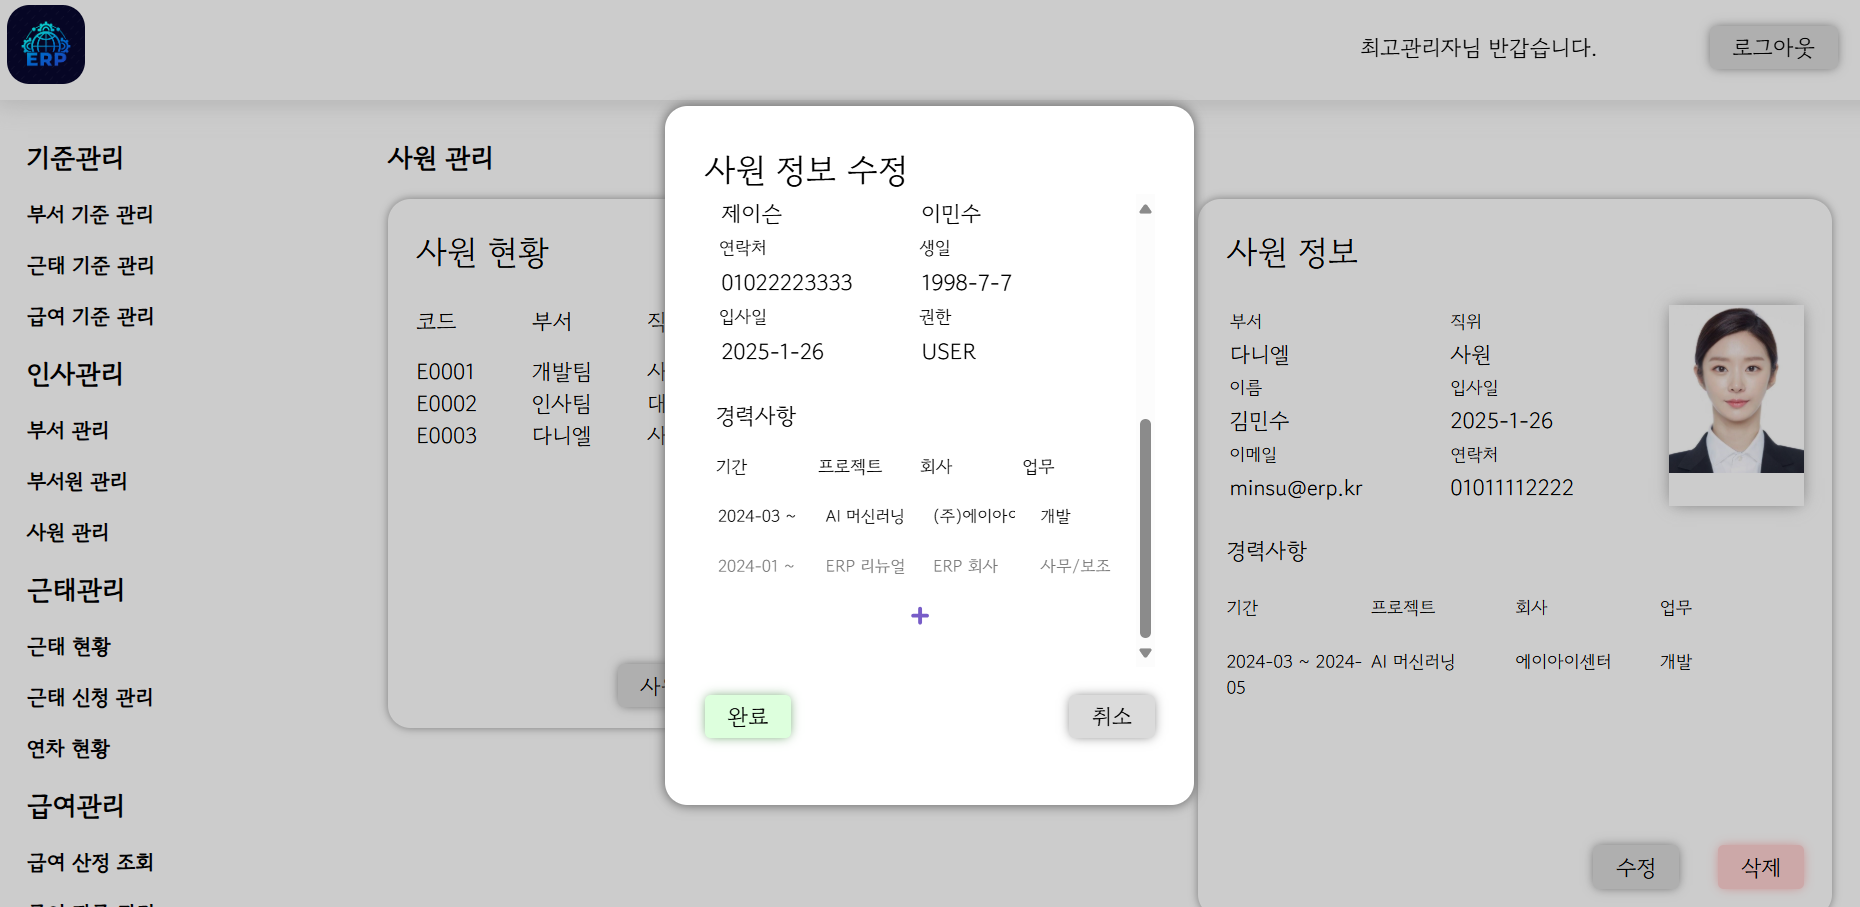 ERP
최고관리자님 반갑습니다.
로그아웃
기준관리
부서 기준 관리
근태 기준 관리
급여 기준 관리
인사관리
부서 관리
부서원 관리
사원 관리
근태관리
근태 현황
근태 신청 관리
연차 현황
급여관리
급여 산정 조회
사원 관리
사원 현황
코드 부서
E0001 개발팀
E0002 인사팀
E0003 다니엘
사원 정보 수정
제이슨 이민수
연락처 생일
01022223333 1998-7-7
입사일 권한
2025-1-26 USER
경력사항
기간 프로젝트 회사 업무
2024-03 ~ AI 머신러닝 (주)에이아 개발
2024-01 ~ ERP 리뉴얼 ERP 회사 사무/보조
+
완료 취소
사원 정보
부서 직위
다니엘 사원
이름 입사일
김민수 2025-1-26
이메일 연락처
minsu@erp.kr 01011112222
경력사항
기간 프로젝트 회사 업무
2024-03 ~ 2024- AI 머신러닝 에이아이센터 개발
05
수정 삭제